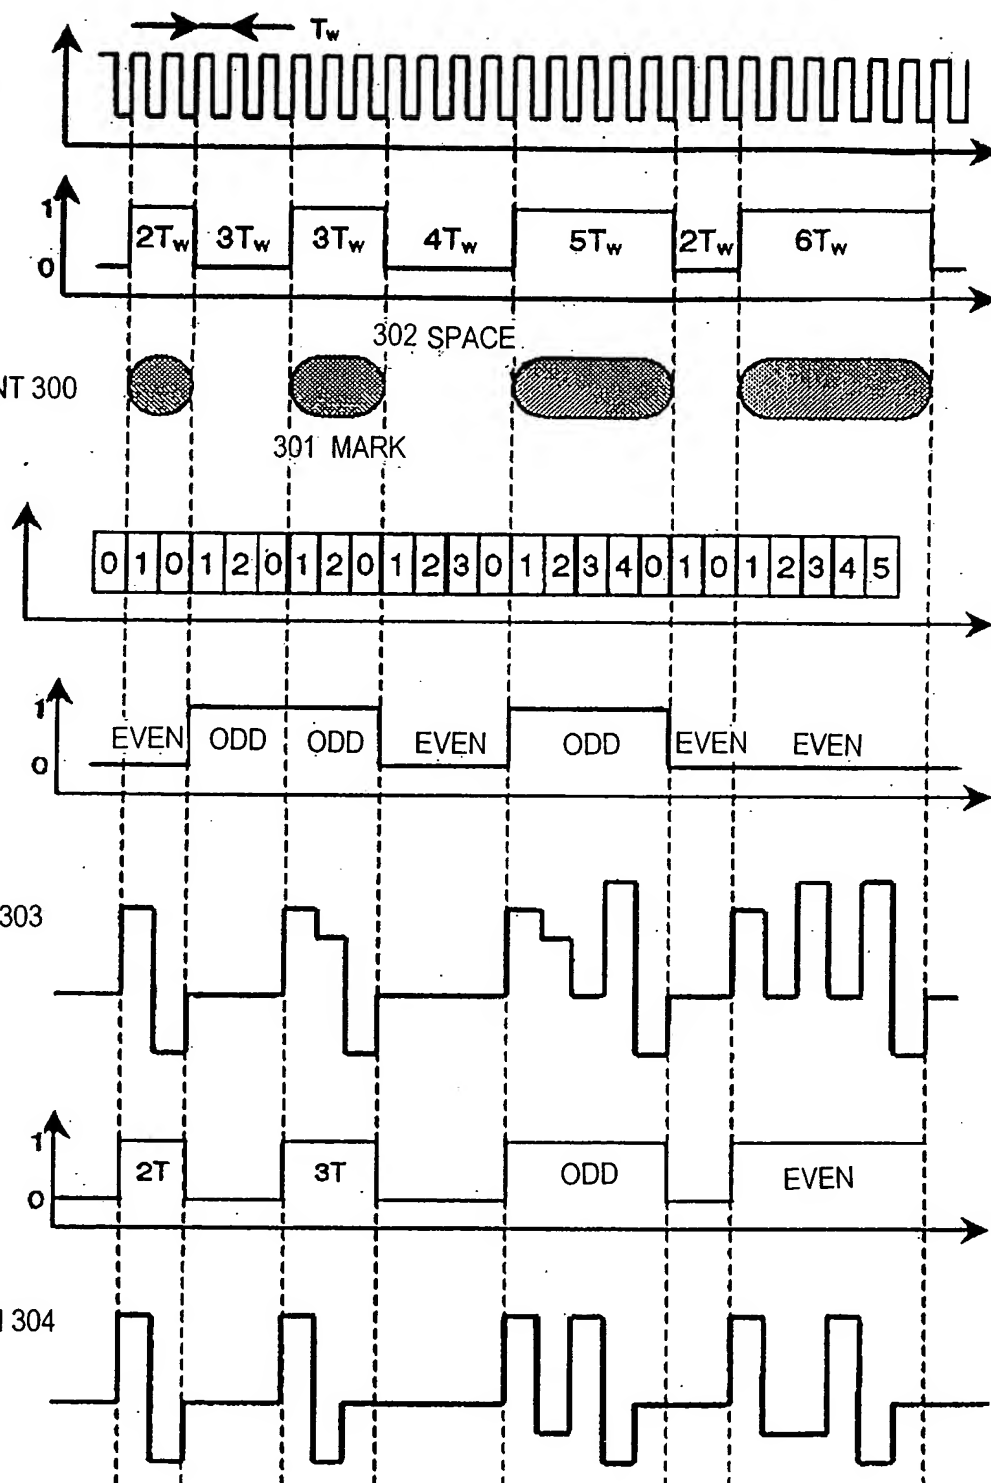 Tw
1
2Tw 3Tw 3Tw 4Tw 5Tw 2Tw 6Tw
0
302 SPACE
NT 300
301 MARK
0 1 0 1 2 0 1 2 0 1 2 3 0 1 2 3 4 0 1 0 1 2 3 4 5
1
EVEN ODD ODD EVEN ODD EVEN EVEN
0
303
1
2T 3T ODD EVEN
0
304